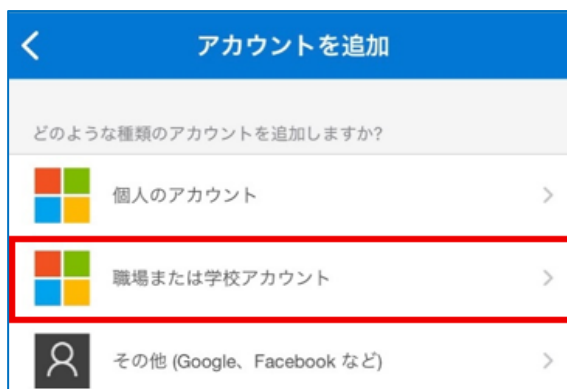 アカウントを追加
どのような種類のアカウントを追加しますか?
個人のアカウント
職場または学校アカウント
その他 (Google、Facebook など)